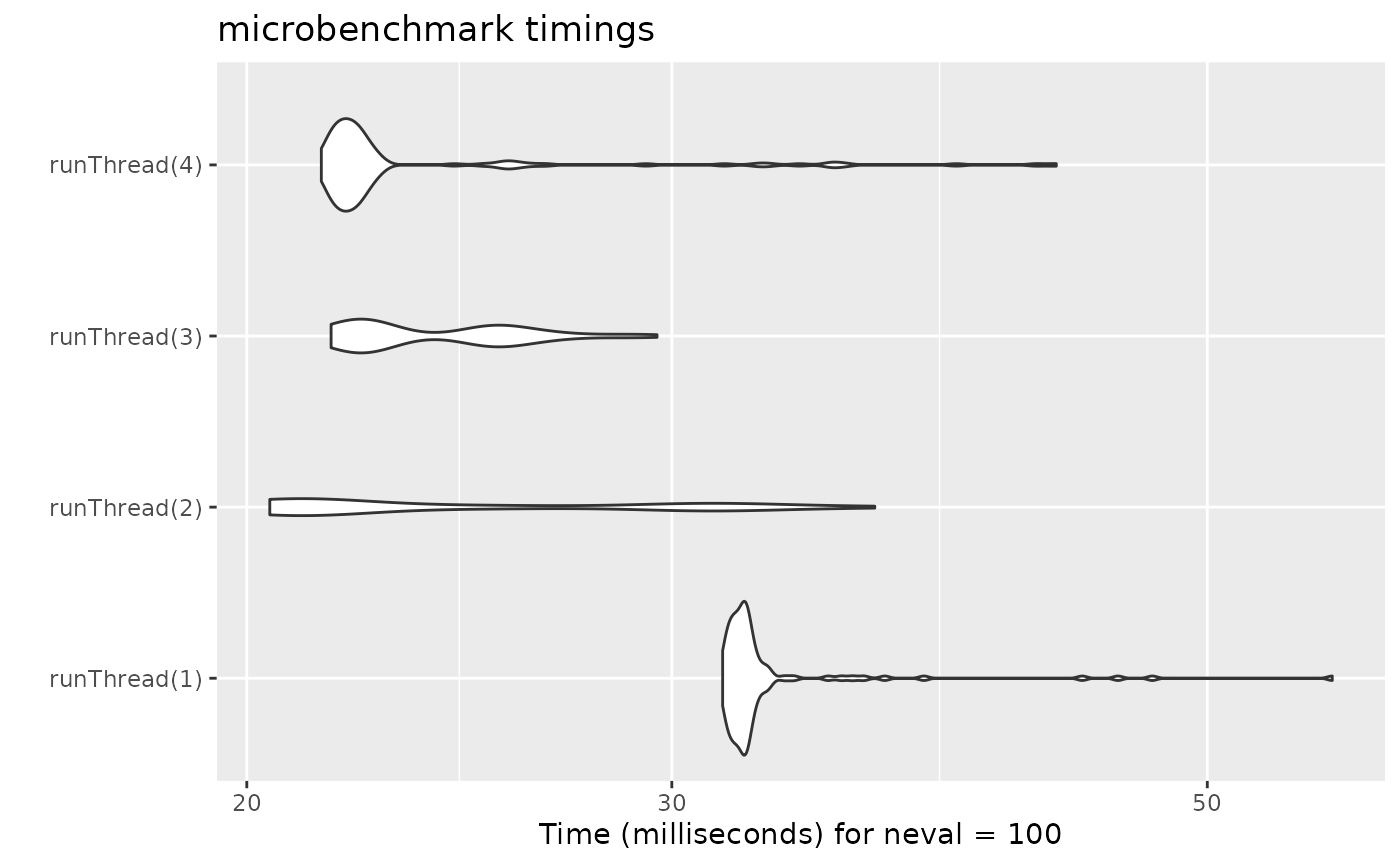 microbenchmark timings
runThread(4)
runThread(3)
runThread(2)
runThread(1)
20 30 50
Time (milliseconds) for neval = 100